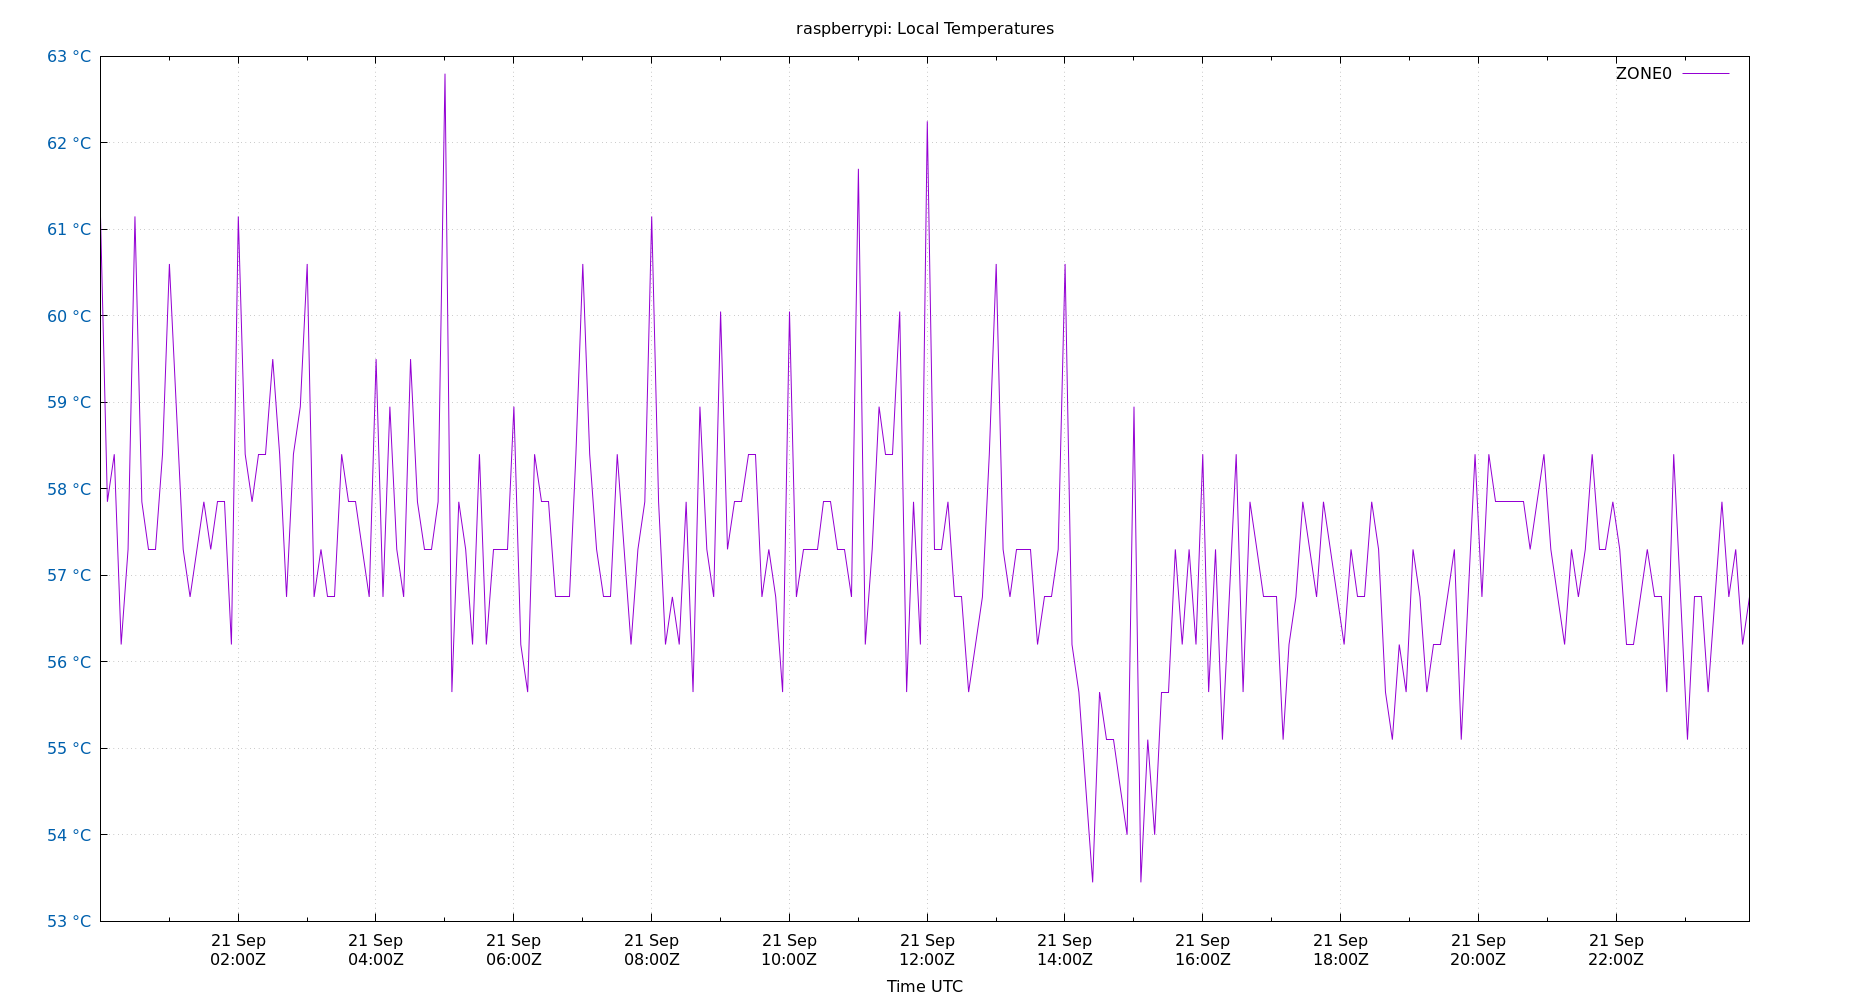 raspberrypi: Local Temperatures
63 °C
ZONE0
62 °C
61 °C
60 °C
59 °C
58 °C
57 °C
56 °C
55 °C
54 °C
53 °C
21 Sep 21 Sep 21 Sep 21 Sep 21 Sep 21 Sep 21 Sep 21 Sep 21 Sep 21 Sep 21 Sep
02:00Z 04:00Z 06:00Z 08:00Z 10:00Z 12:00Z 14:00Z 16:00Z 18:00Z 20:00Z 22:00Z
Time UTC